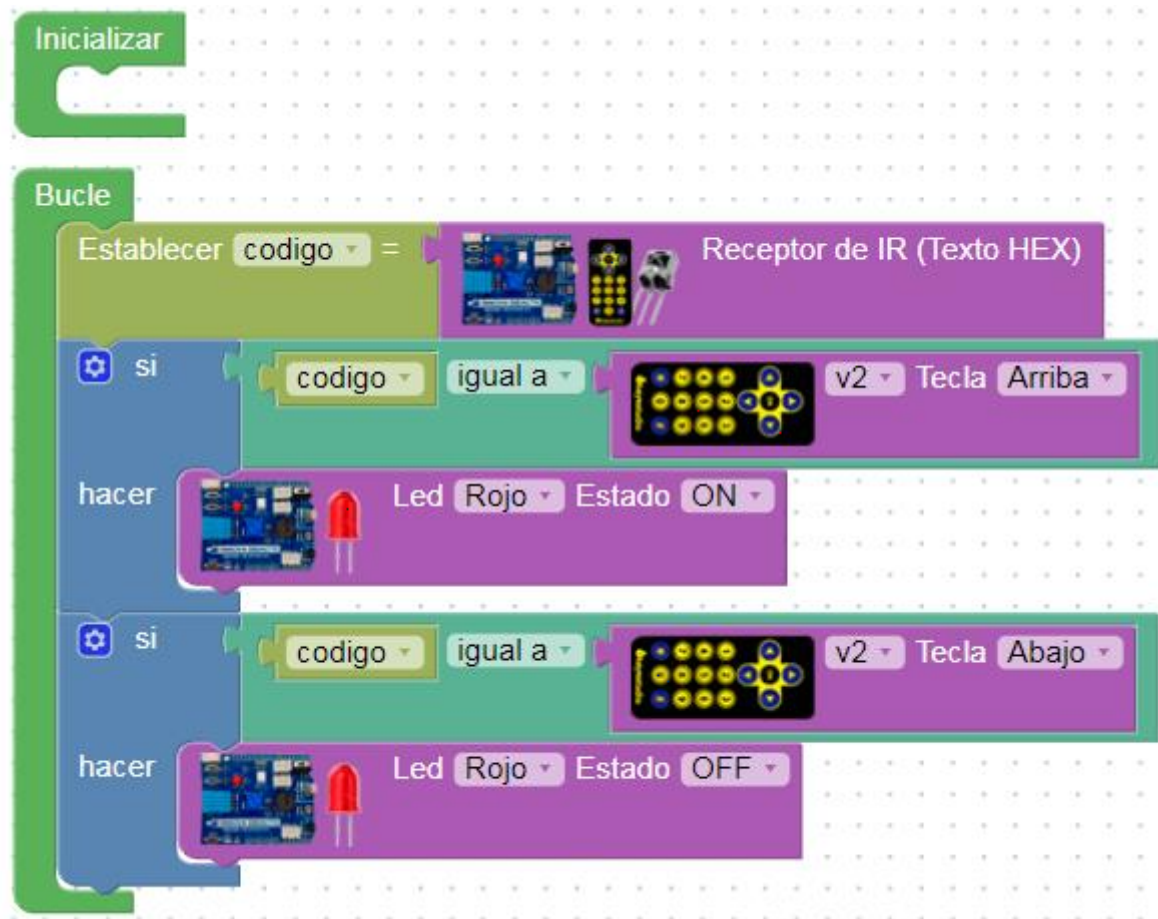 Inicializar
Bucle
Establecer codigo = Receptor de IR (Texto HEX)
si codigo igual a v2 Tecla Arriba
hacer Led Rojo Estado ON
si codigo igual a v2 Tecla Abajo
hacer Led Rojo Estado OFF